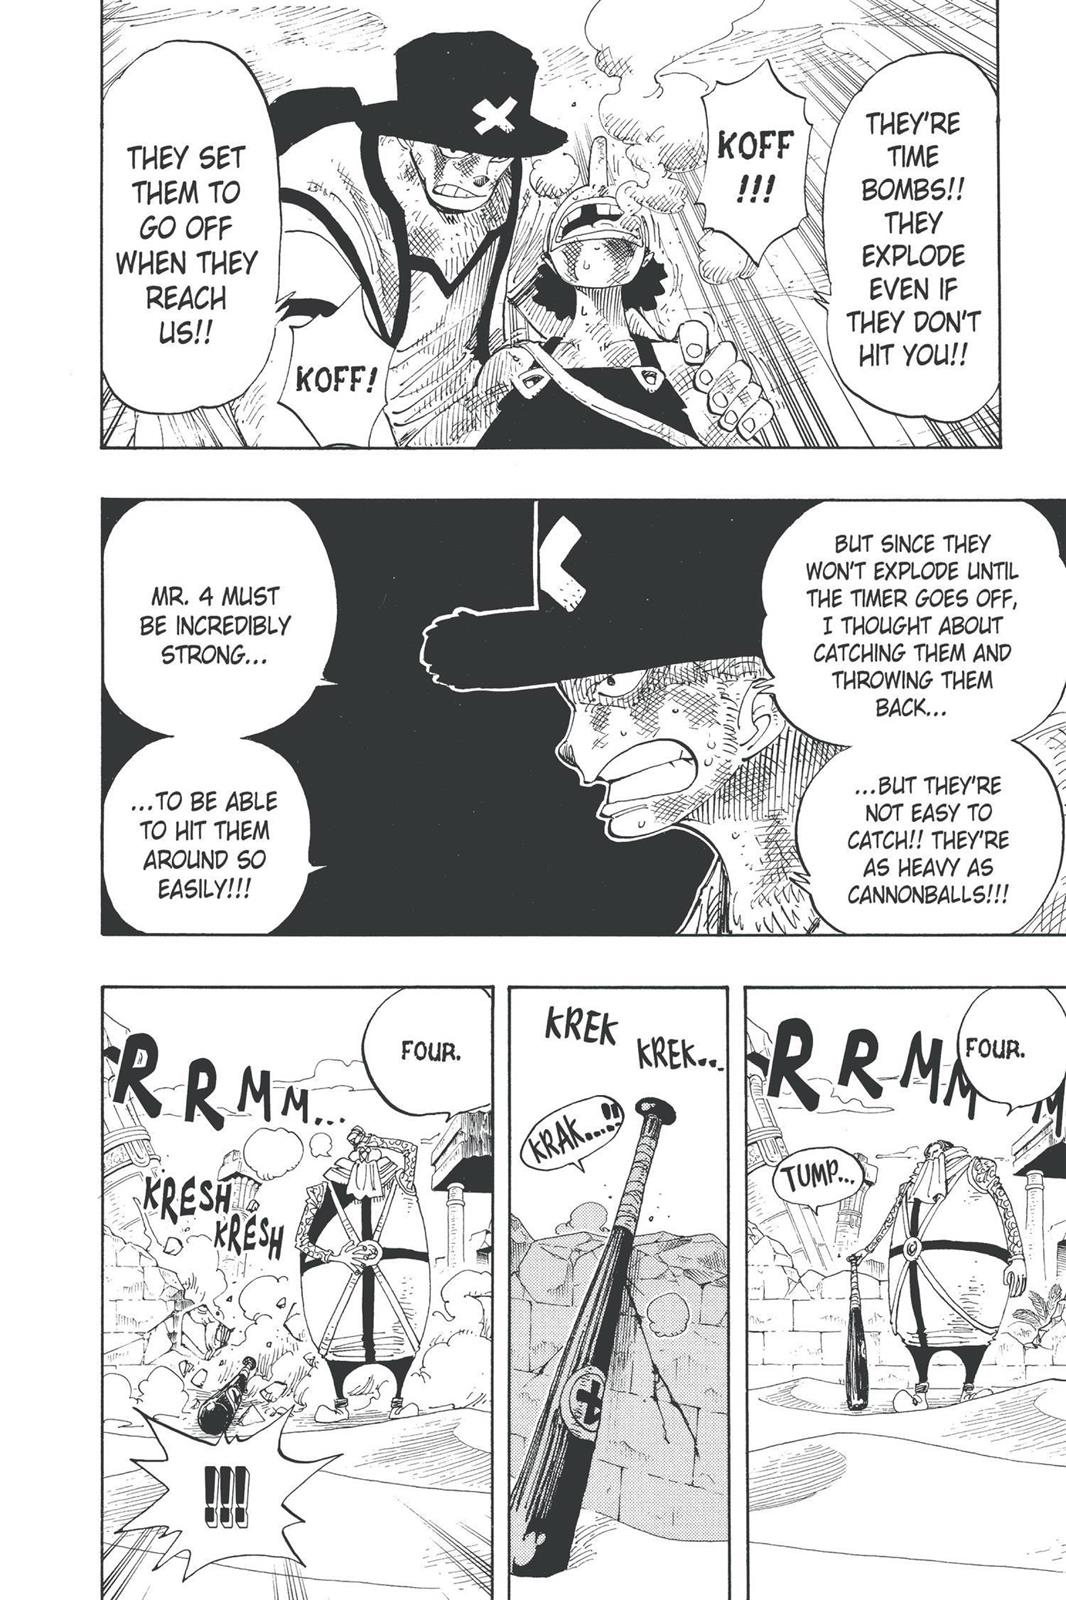 THEY'RE
TIME
BOMBS!!
THEY
EXPLODE
EVEN IF
THEY DON'T
HIT YOU!!
KOFF
!!!
THEY SET
THEM TO
GO OFF
WHEN THEY
REACH
US!!
KOFF!
BUT SINCE THEY
WON'T EXPLODE UNTIL
THE TIMER GOES OFF,
I THOUGHT ABOUT
CATCHING THEM AND
THROWING THEM
BACK...
...BUT THEY'RE
NOT EASY TO
CATCH!! THEY'RE
AS HEAVY AS
CANNONBALLS!!!
MR. 4 MUST
BE INCREDIBLY
STRONG...
...TO BE ABLE
TO HIT THEM
AROUND SO
EASILY!!!
FOUR.
RRMMM
TUMP...
KREK
KREK...
KRAK.....!!
FOUR.
RRMM...
KRESH
KRESH
!!!